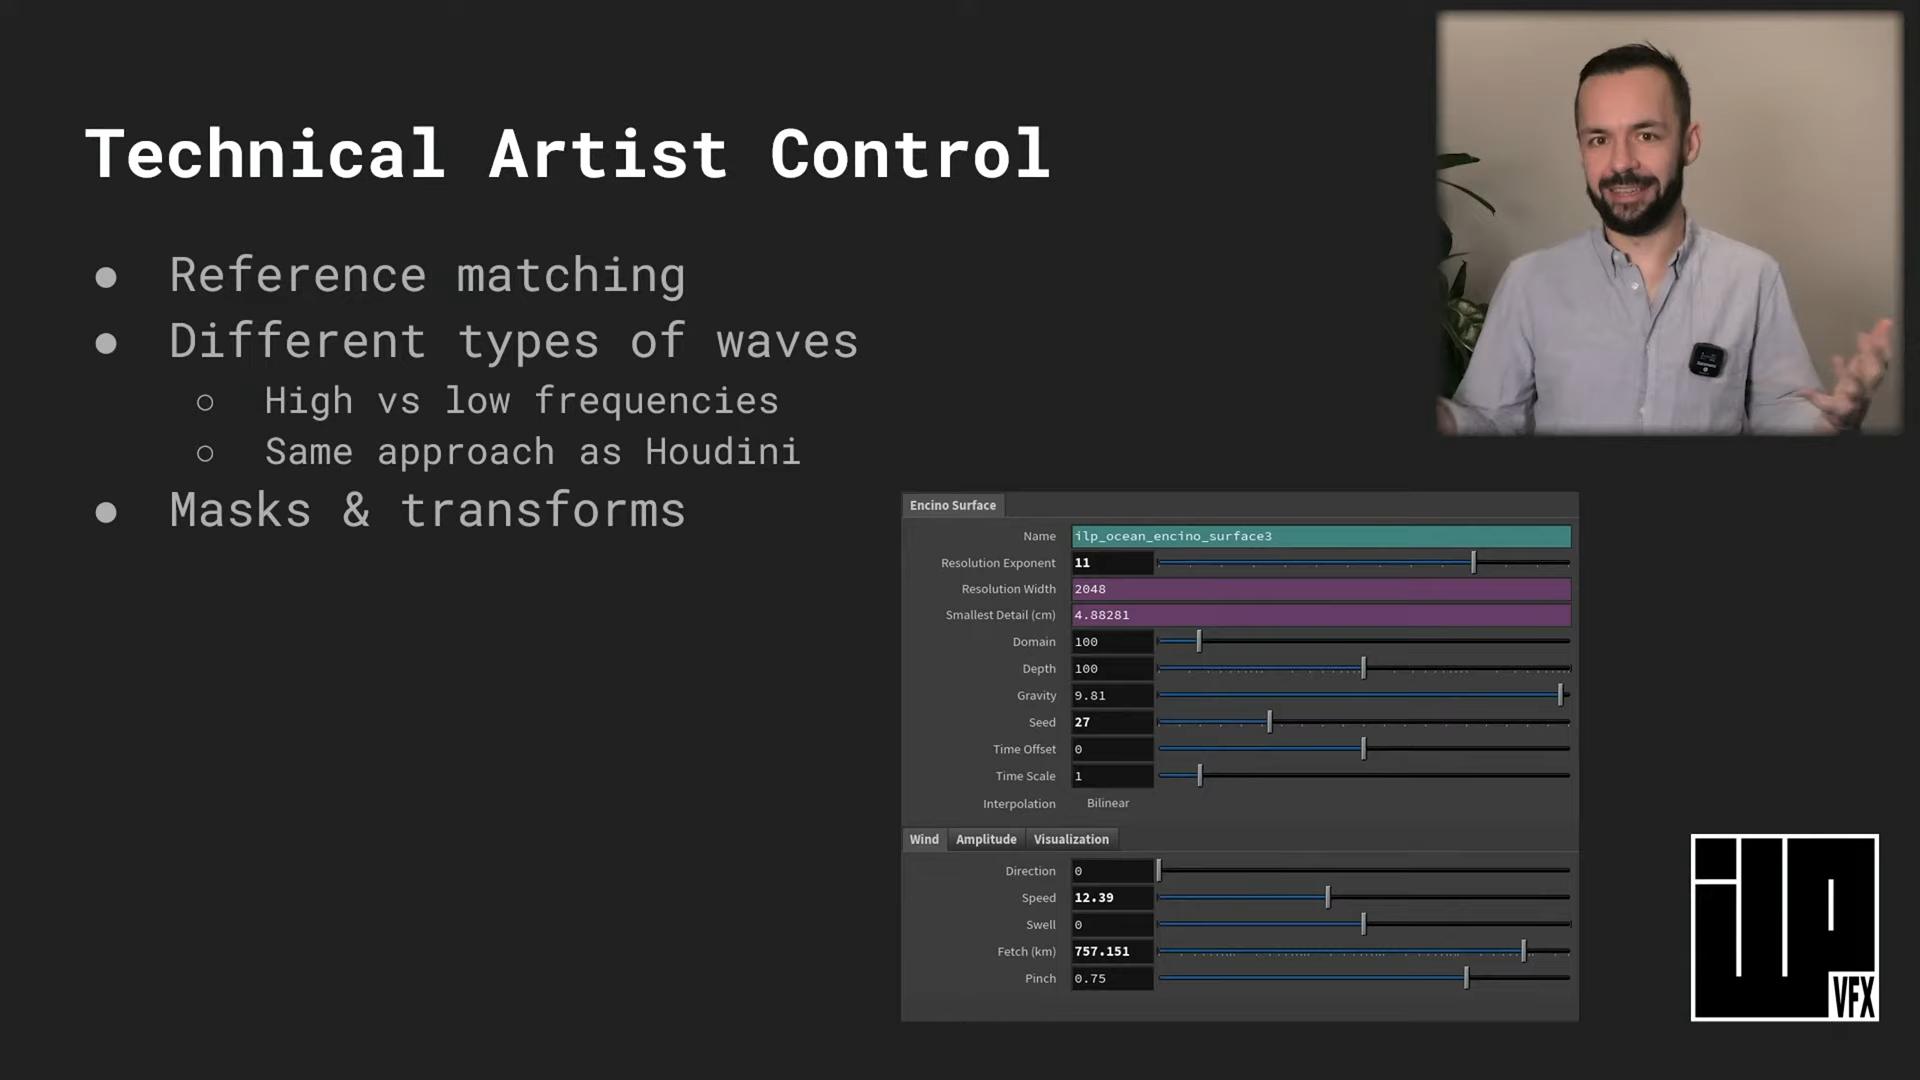 Technical Artist Control
● Reference matching
● Different types of waves
○ High vs low frequencies
○ Same approach as Houdini
● Masks & transforms
Encino Surface
Name ilp_ocean_encino_surface3
Resolution Exponent 11
Resolution Width 2048
Smallest Detail (cm) 4.88281
Domain 100
Depth 100
Gravity 9.81
Seed 27
Time Offset 0
Time Scale 1
Interpolation Bilinear
Wind Amplitude Visualization
Direction 0
Speed 12.39
Swell 0
Fetch (km) 757.151
Pinch 0.75
ilp
VFX